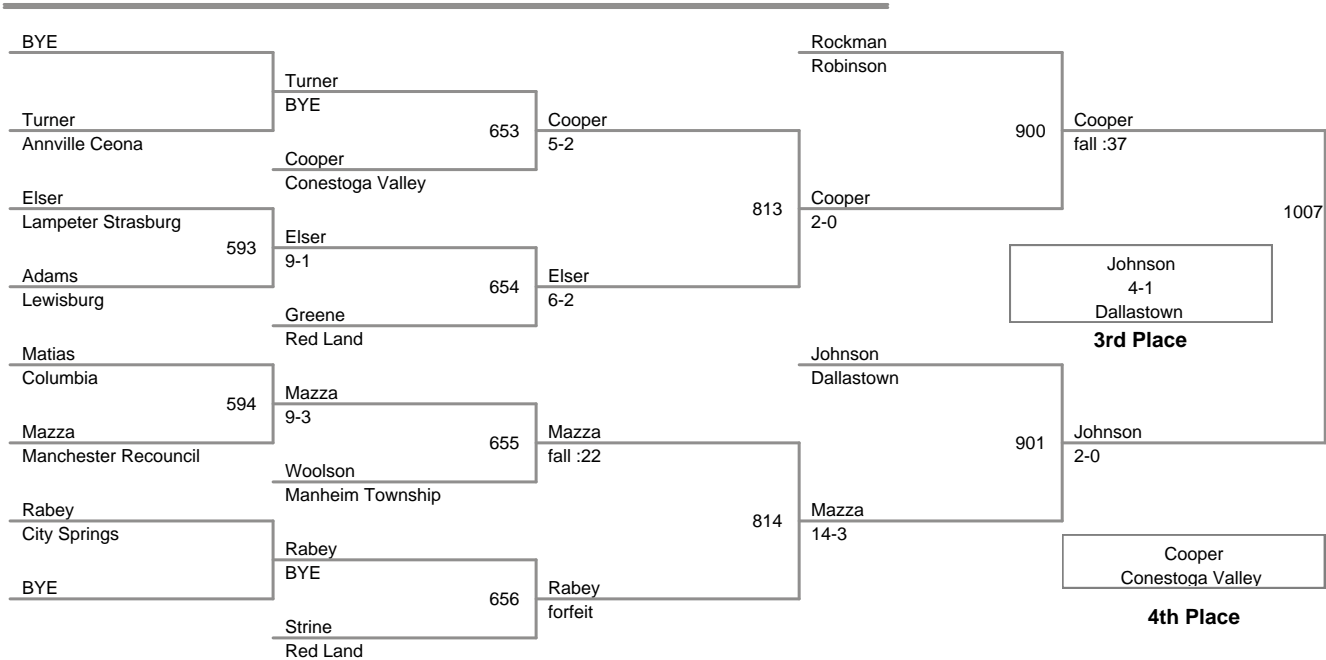 BYE
Turner
Annville Ceona
Elser
Lampeter Strasburg
593
Adams
Lewisburg
Matias
Columbia
594
Mazza
Manchester Recouncil
Rabey
City Springs
BYE
Turner
BYE
653
Cooper
Conestoga Valley
Elser
9-1
654
Greene
Red Land
Mazza
9-3
655
Woolson
Manheim Township
Rabey
BYE
656
Strine
Red Land
Cooper
5-2
813
Elser
6-2
Mazza
fall :22
814
Rabey
forfeit
Rockman
Robinson
900
Cooper
2-0
Johnson
Dallastown
901
Mazza
14-3
Cooper
fall :37
1007
Johnson
4-1
Dallastown
3rd Place
Johnson
2-0
Cooper
Conestoga Valley
4th Place